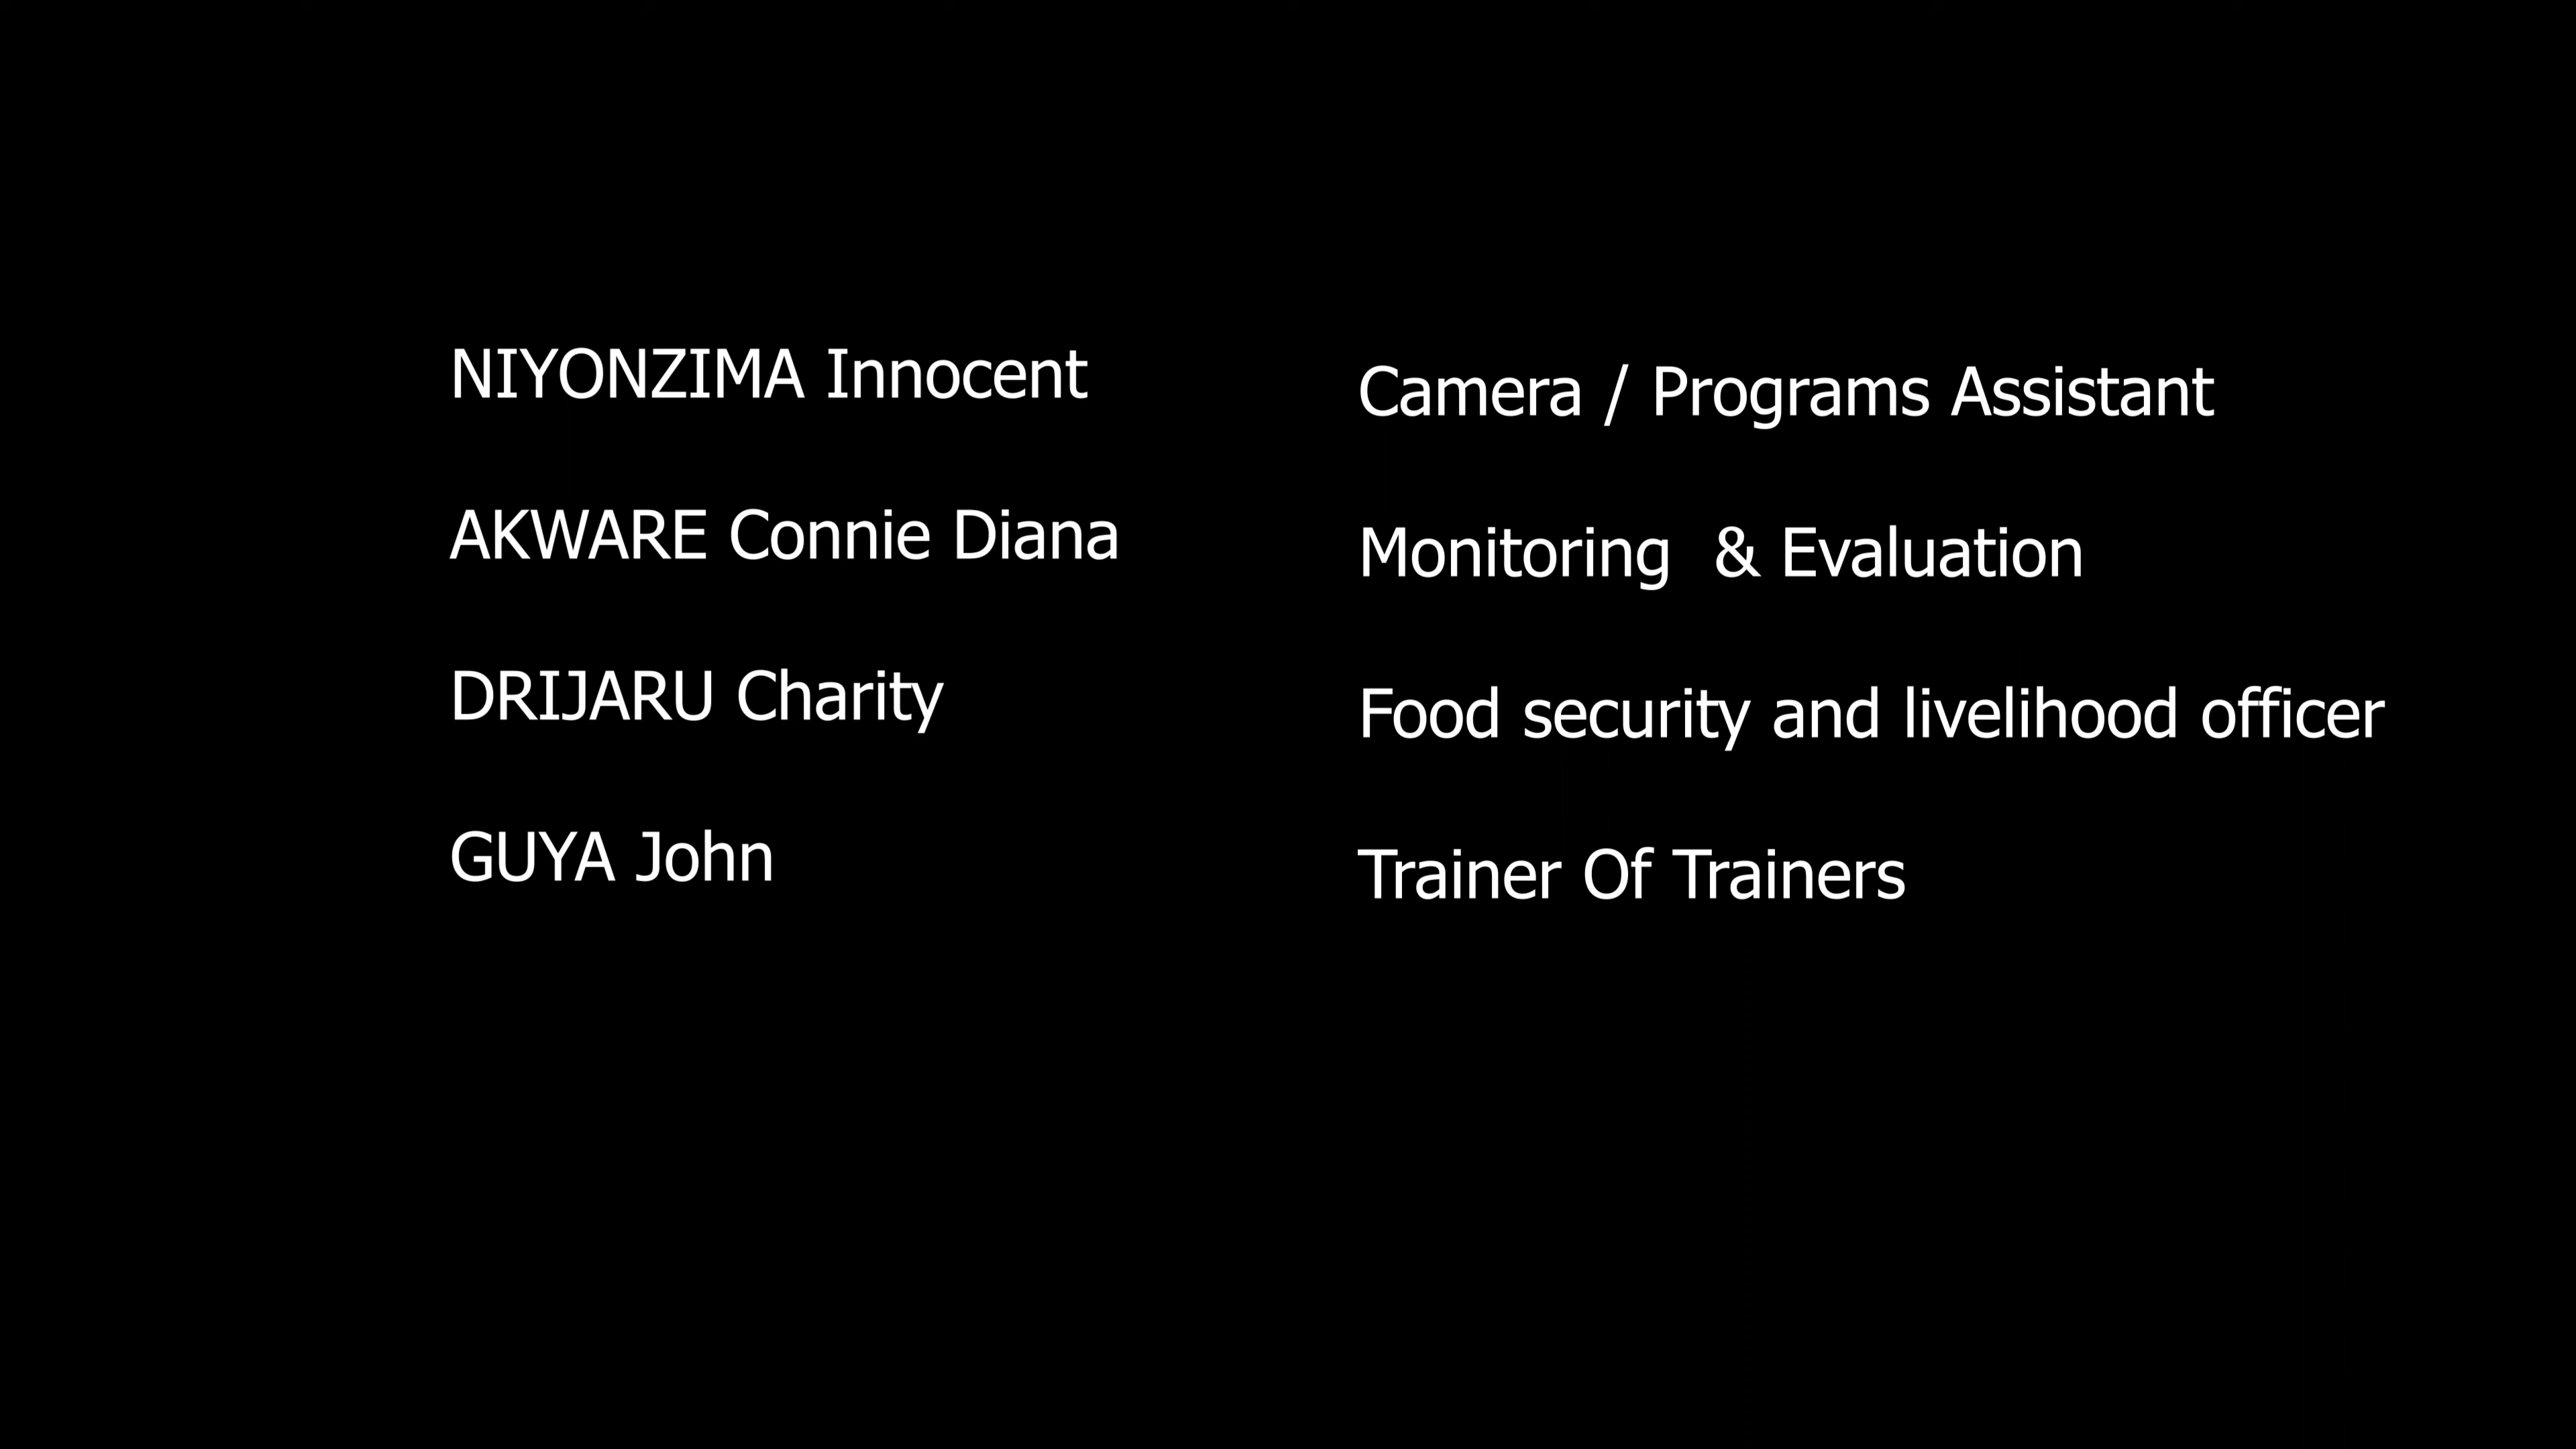 NIYONZIMA Innocent
Camera / Programs Assistant
AKWARE Connie Diana
Monitoring  & Evaluation
DRIJARU Charity
Food security and livelihood officer
GUYA John
Trainer Of Trainers